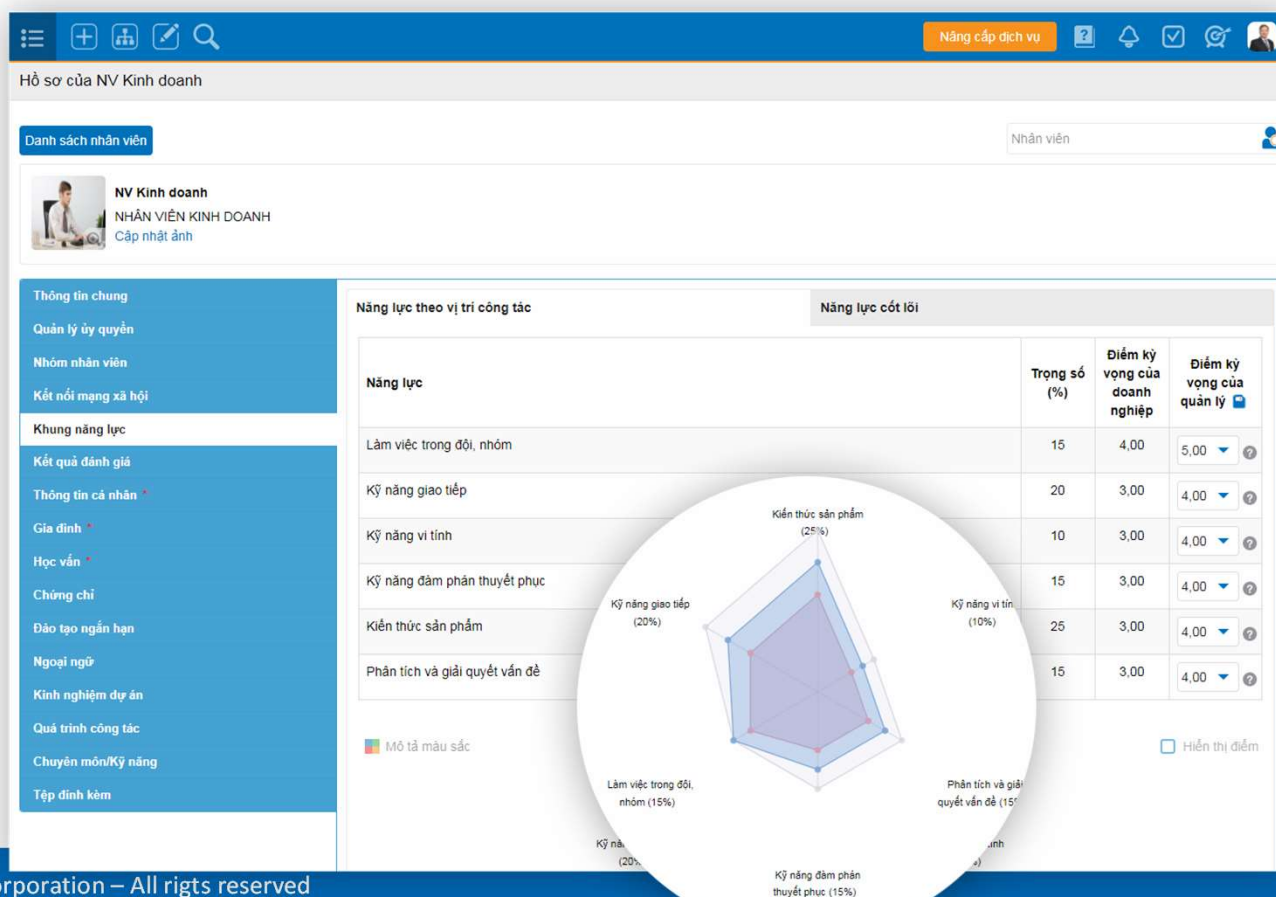 Nâng cấp dịch vụ
Hồ sơ của NV Kinh doanh
Danh sách nhân viên
Nhân viên
NV Kinh doanh
NHÂN VIÊN KINH DOANH
Cập nhật ảnh
Thông tin chung
Quản lý ủy quyền
Nhóm nhân viên
Kết nối mạng xã hội
Khung năng lực
Kết quả đánh giá
Thông tin cá nhân *
Gia đình *
Học vấn *
Chứng chỉ
Đào tạo ngắn hạn
Ngoại ngữ
Kinh nghiệm dự án
Quá trình công tác
Chuyên môn/Kỹ năng
Tệp đính kèm
Năng lực theo vị trí công tác
Năng lực cốt lõi
Năng lực
Trọng số
(%)
Điểm kỳ
vọng của
doanh
nghiệp
Điểm kỳ
vọng của
quản lý
Làm việc trong đội, nhóm 15 4,00 5,00
Kỹ năng giao tiếp 20 3,00 4,00
Kỹ năng vi tính 10 3,00 4,00
Kỹ năng đàm phán thuyết phục 15 3,00 4,00
Kiến thức sản phẩm 25 3,00 4,00
Phân tích và giải quyết vấn đề 15 3,00 4,00
Mô tả màu sắc
Hiển thị điểm
Kiến thức sản phẩm
(25%)
Kỹ năng giao tiếp
(20%)
Kỹ năng vi tín
(10%)
Làm việc trong đội,
nhóm (15%)
Phân tích và giải
quyết vấn đề (15
Kỹ năng đàm phán
thuyết phục (15%)
orporation – All rigts reserved